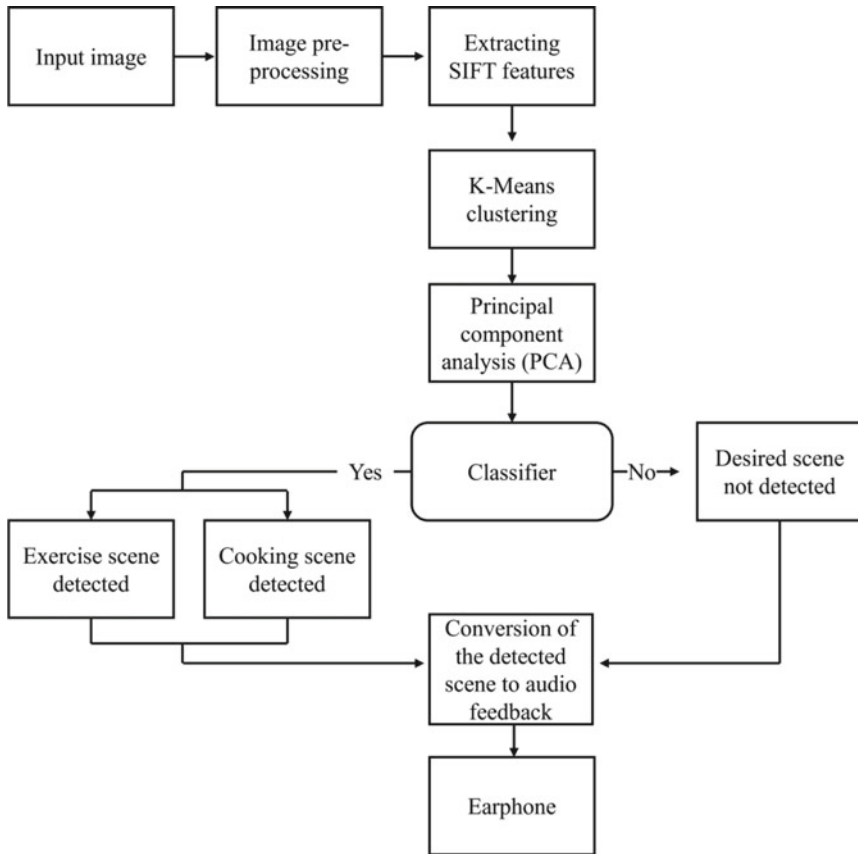 Input image
Image pre-
processing
Extracting
SIFT features
K-Means
clustering
Principal
component
analysis (PCA)
Yes
Classifier
No
Desired scene
not detected
Exercise scene
detected
Cooking scene
detected
Conversion of
the detected
scene to audio
feedback
Earphone